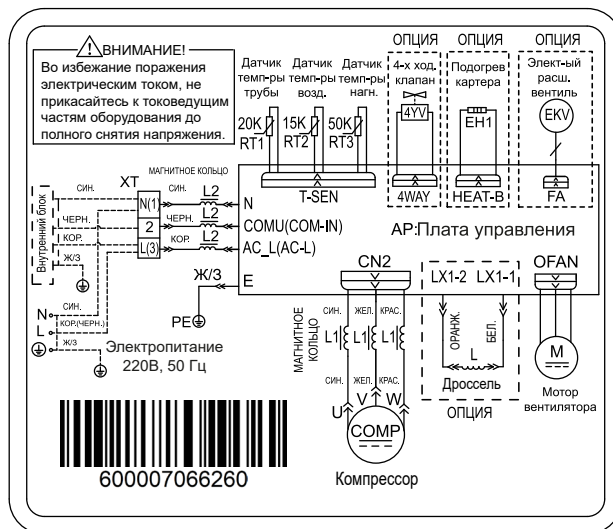 ВНИМАНИЕ!
Во избежание поражения
электрическим током, не
прикасайтесь к токоведущим
частям оборудования до
полного снятия напряжения.
Датчик
темп-ры
трубы
Датчик
темп-ры
возд.
Датчик
темп-ры
нагн.
ОПЦИЯ
4-х ход.
клапан
ОПЦИЯ
Подогрев
картера
ОПЦИЯ
Элект-ый
расш.
вентиль
20K
RT1
15K
RT2
50K
RT3
4YV
EH1
EKV
T-SEN
4WAY
HEAT-B
FA
AP:Плата управления
МАГНИТНОЕ КОЛЬЦО
XT
Внутренний блок
СИН.
N(1)
СИН.
L2
N
ЧЕРН.
2
ЧЕРН.
L2
COMU(COM-IN)
КОР.
L(3)
КОР.
L2
AC_L(AC-L)
Ж/З
Ж/З
E
PE
N
СИН.
L
КОР.(ЧЕРН.)
Ж/З
Электропитание
220В, 50 Гц
CN2
LX1-2
LX1-1
OFAN
МАГНИТНОЕ
КОЛЬЦО
СИН.
ЖЕЛ.
КРАС.
L1
L1
L1
СИН.
ЖЕЛ.
КРАС.
U
V
W
COMP
Компрессор
ОРАНЖ.
БЕЛ.
L
Дроссель
ОПЦИЯ
M
Мотор
вентилятора
600007066260